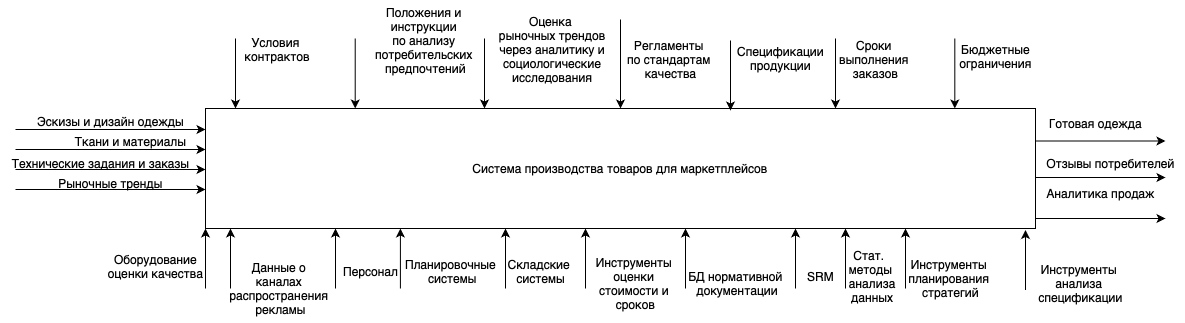 Условия
контрактов
Положения и
инструкции
по анализу
потребительских
предпочтений
Оценка
рыночных трендов
через аналитику и
социологические
исследования
Регламенты
по стандартам
качества
Спецификации
продукции
Сроки
выполнения
заказов
Бюджетные
ограничения
Эскизы и дизайн одежды
Ткани и материалы
Технические задания и заказы
Рыночные тренды
Система производства товаров для маркетплейсов
Готовая одежда
Отзывы потребителей
Аналитика продаж
Оборудование
оценки качества
Данные о
каналах
распространения
рекламы
Персонал
Планировочные
системы
Складские
системы
Инструменты
оценки
стоимости и
сроков
БД нормативной
документации
SRM
Стат.
методы
анализа
данных
Инструменты
планирования
стратегий
Инструменты
анализа
спецификации